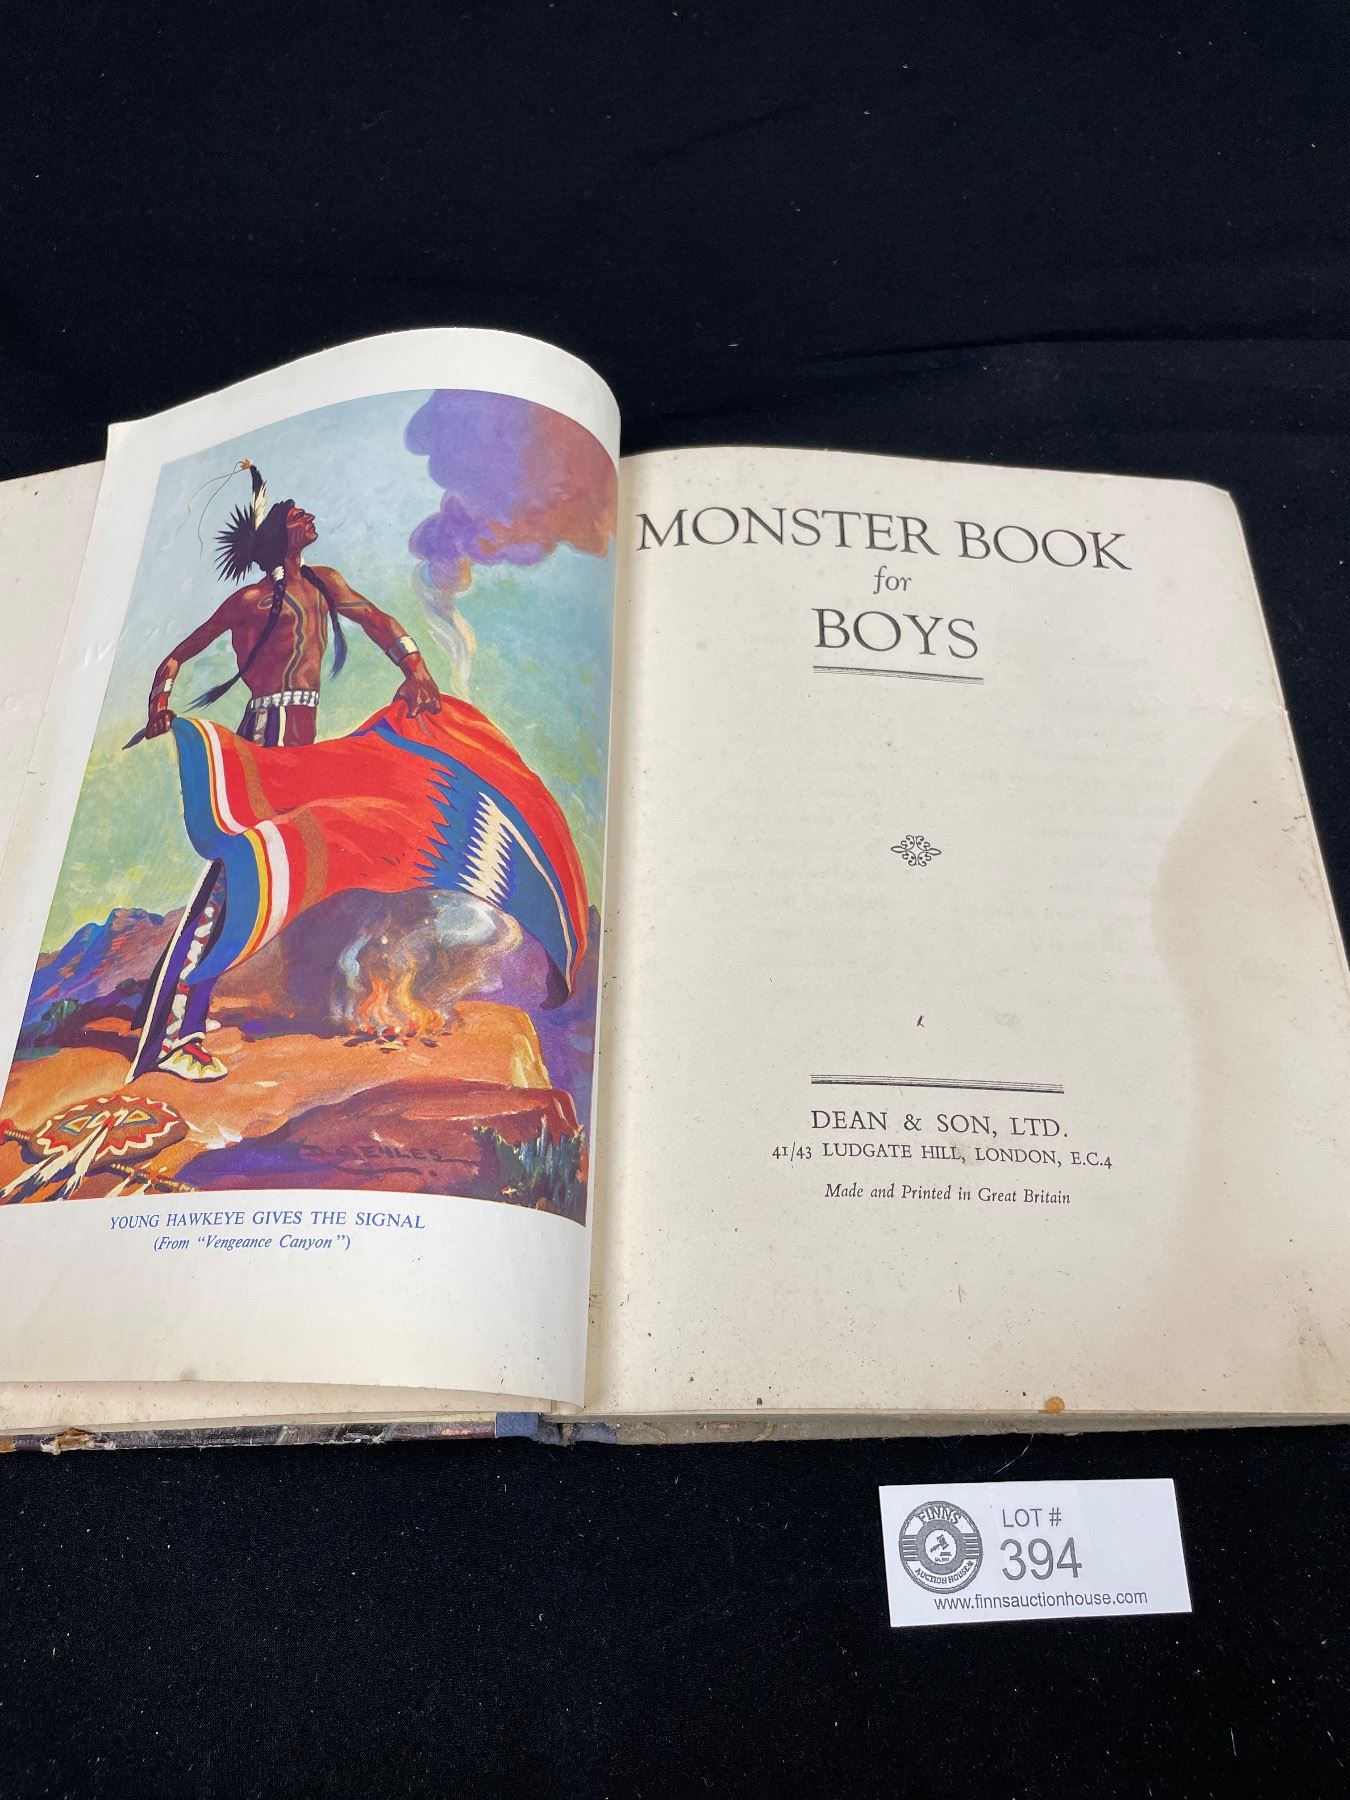 D. C. EYLES.
YOUNG HAWKEYE GIVES THE SIGNAL
(From "Vengeance Canyon")
MONSTER BOOK
for
BOYS
DEAN & SON, LTD.
41/43 LUDGATE HILL, LONDON, E.C.4
Made and Printed in Great Britain
FINNS
AUCTION HOUSE
LOT #
394
www.finnsauctionhouse.com